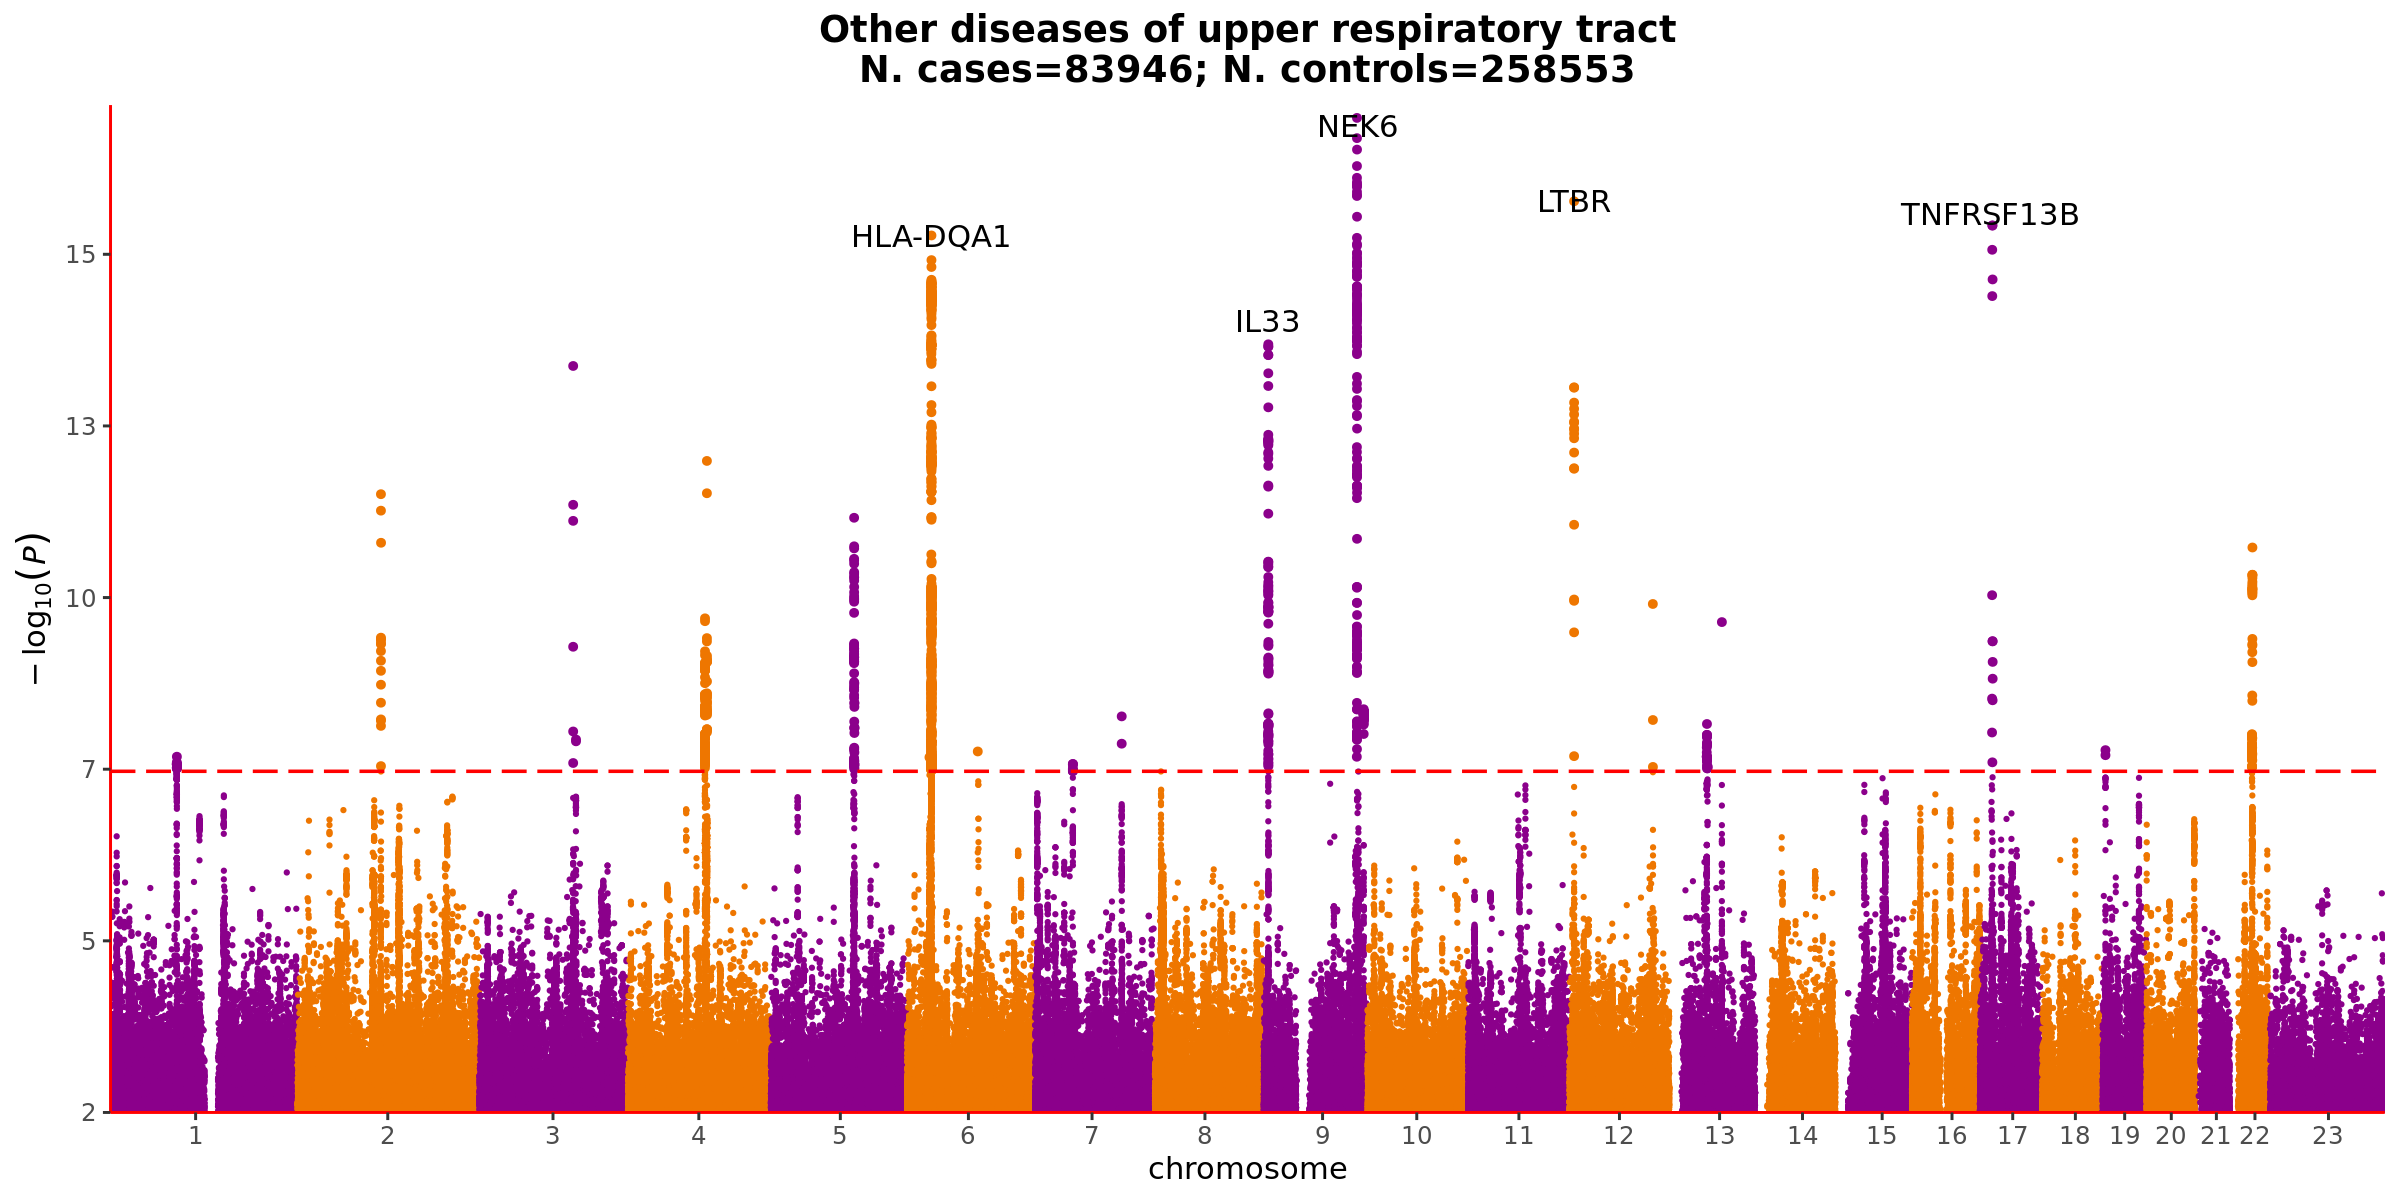 Other diseases of upper respiratory tract
N. cases=83946; N. controls=258553
NEK6
LTBR
TNFRSF13B
HLA-DQA1
IL33
15
13
10
7
5
2
−log10(P)
1 2 3 4 5 6 7 8 9 10 11 12 13 14 15 16 17 18 19 20 21 22 23
chromosome